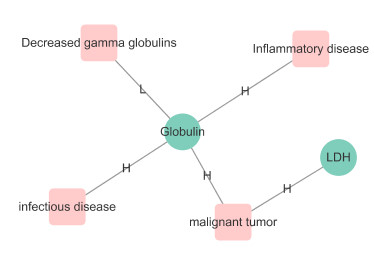 Decreased gamma globulins
Inflammatory disease
L
H
Globulin
LDH
H
H
H
infectious disease
malignant tumor